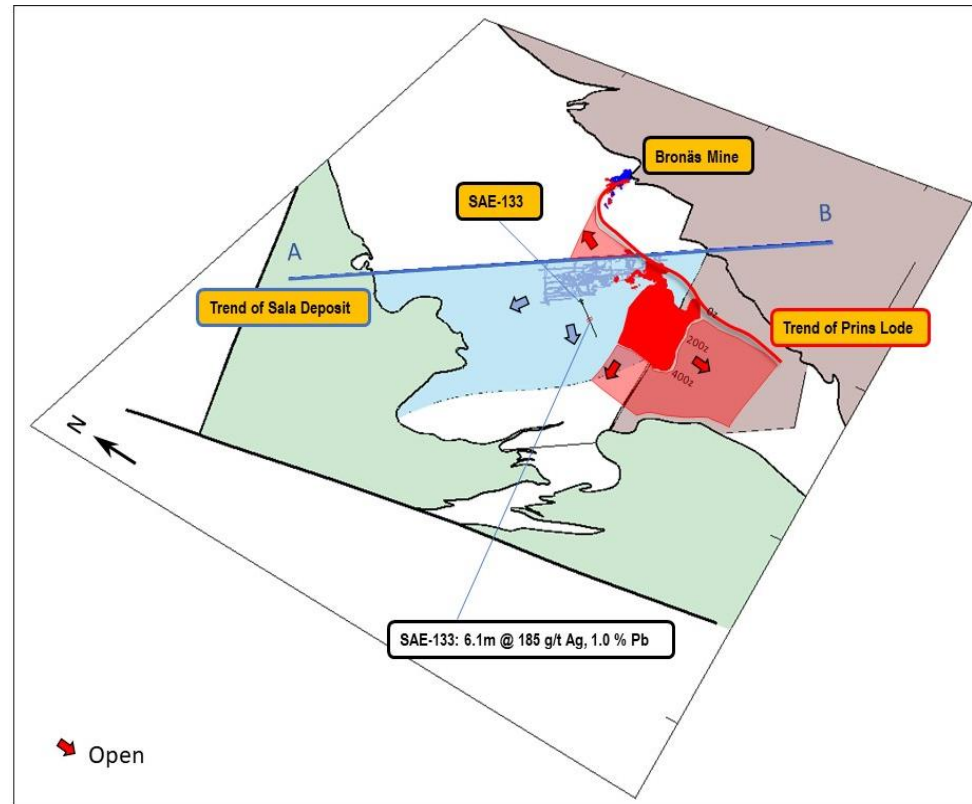 Bronäs Mine
SAE-133
B
A
Trend of Sala Deposit
0z
Trend of Prins Lode
200z
400z
N
SAE-133: 6.1m @ 185 g/t Ag, 1.0 % Pb
Open